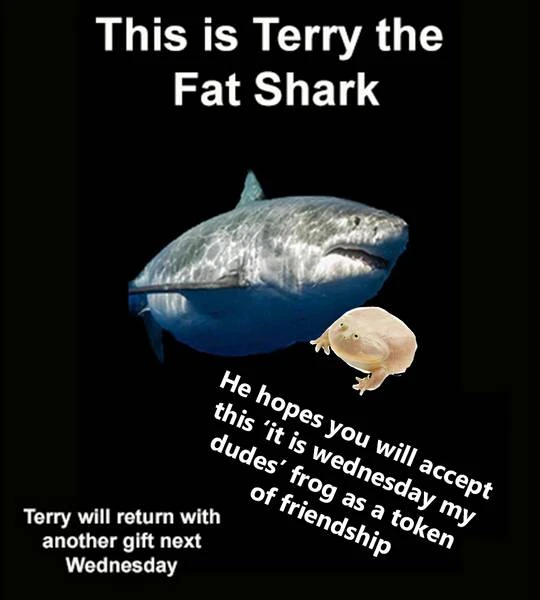 This is Terry the
Fat Shark
He hopes you will accept
this 'it is wednesday my
dudes' frog as a token
of friendship
Terry will return with
another gift next
Wednesday